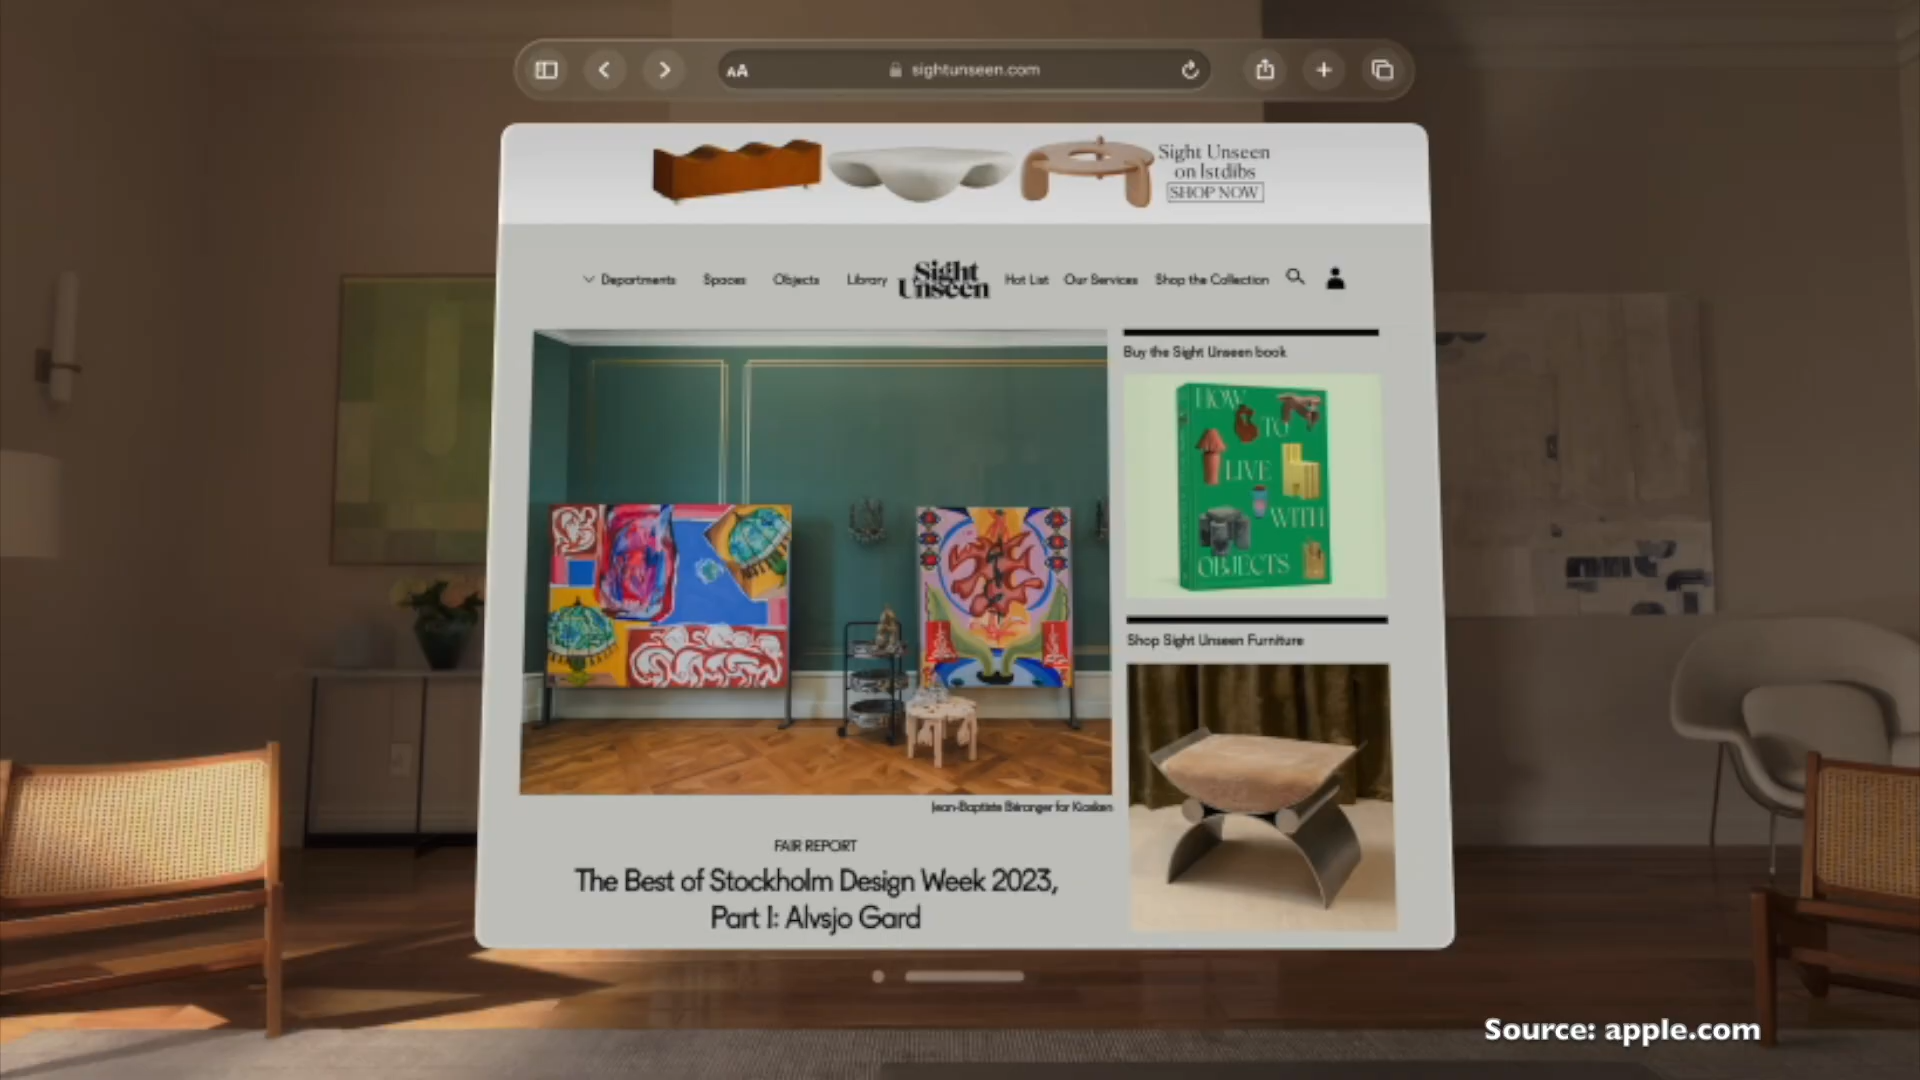 AA
sightunseen.com
Sight Unseen
on 1stdibs
SHOP NOW
Departments
Spaces
Objects
Library
Sight
Unseen
Hot List
Our Services
Shop the Collection
Buy the Sight Unseen book
HOW
TO
LIVE
WITH
OBJECTS
Shop Sight Unseen Furniture
Jean-Baptiste Béranger for Kiosken
FAIR REPORT
The Best of Stockholm Design Week 2023,
Part I: Alvsjo Gard
Source: apple.com